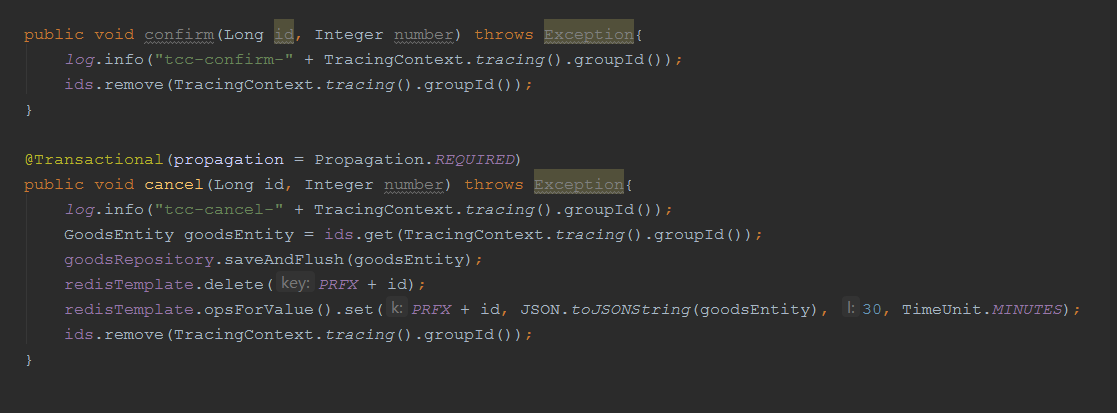 public void confirm(Long id, Integer number) throws Exception{
log.info("tcc-confirm-" + TracingContext.tracing().groupId());
ids.remove(TracingContext.tracing().groupId());
}
@Transactional(propagation = Propagation.REQUIRED)
public void cancel(Long id, Integer number) throws Exception{
log.info("tcc-cancel-" + TracingContext.tracing().groupId());
GoodsEntity goodsEntity = ids.get(TracingContext.tracing().groupId());
goodsRepository.saveAndFlush(goodsEntity);
redisTemplate.delete( key: PRFX + id);
redisTemplate.opsForValue().set( k: PRFX + id, JSON.toJSONString(goodsEntity), l: 30, TimeUnit.MINUTES);
ids.remove(TracingContext.tracing().groupId());
}